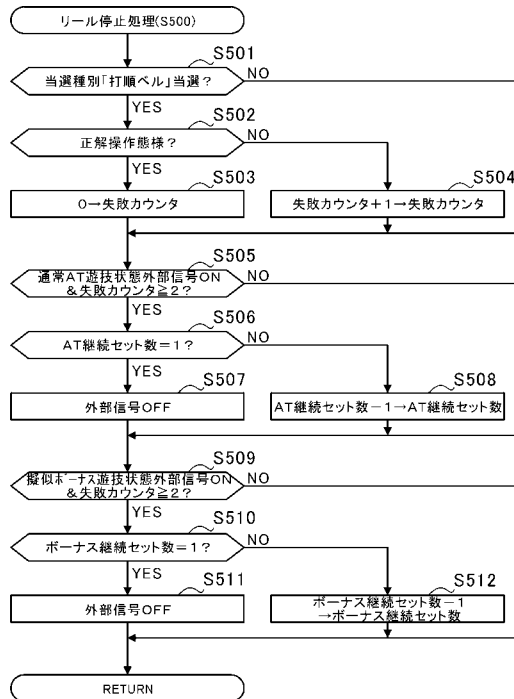 リール停止処理(S500)
S501
当選種別「打順ベル」当選？
NO
YES
S502
正解操作態様？
NO
YES
S503
0→失敗カウンタ
S504
失敗カウンタ＋1→失敗カウンタ
S505
通常AT遊技状態外部信号ON
＆失敗カウンタ≧2？
NO
YES
S506
AT継続セット数＝1？
NO
YES
S507
外部信号OFF
S508
AT継続セット数－1→AT継続セット数
S509
擬似ﾎﾞｰﾅｽ遊技状態外部信号ON
＆失敗カウンタ≧2？
NO
YES
S510
ボーナス継続セット数＝1？
NO
YES
S511
外部信号OFF
S512
ボーナス継続セット数－1
→ボーナス継続セット数
RETURN